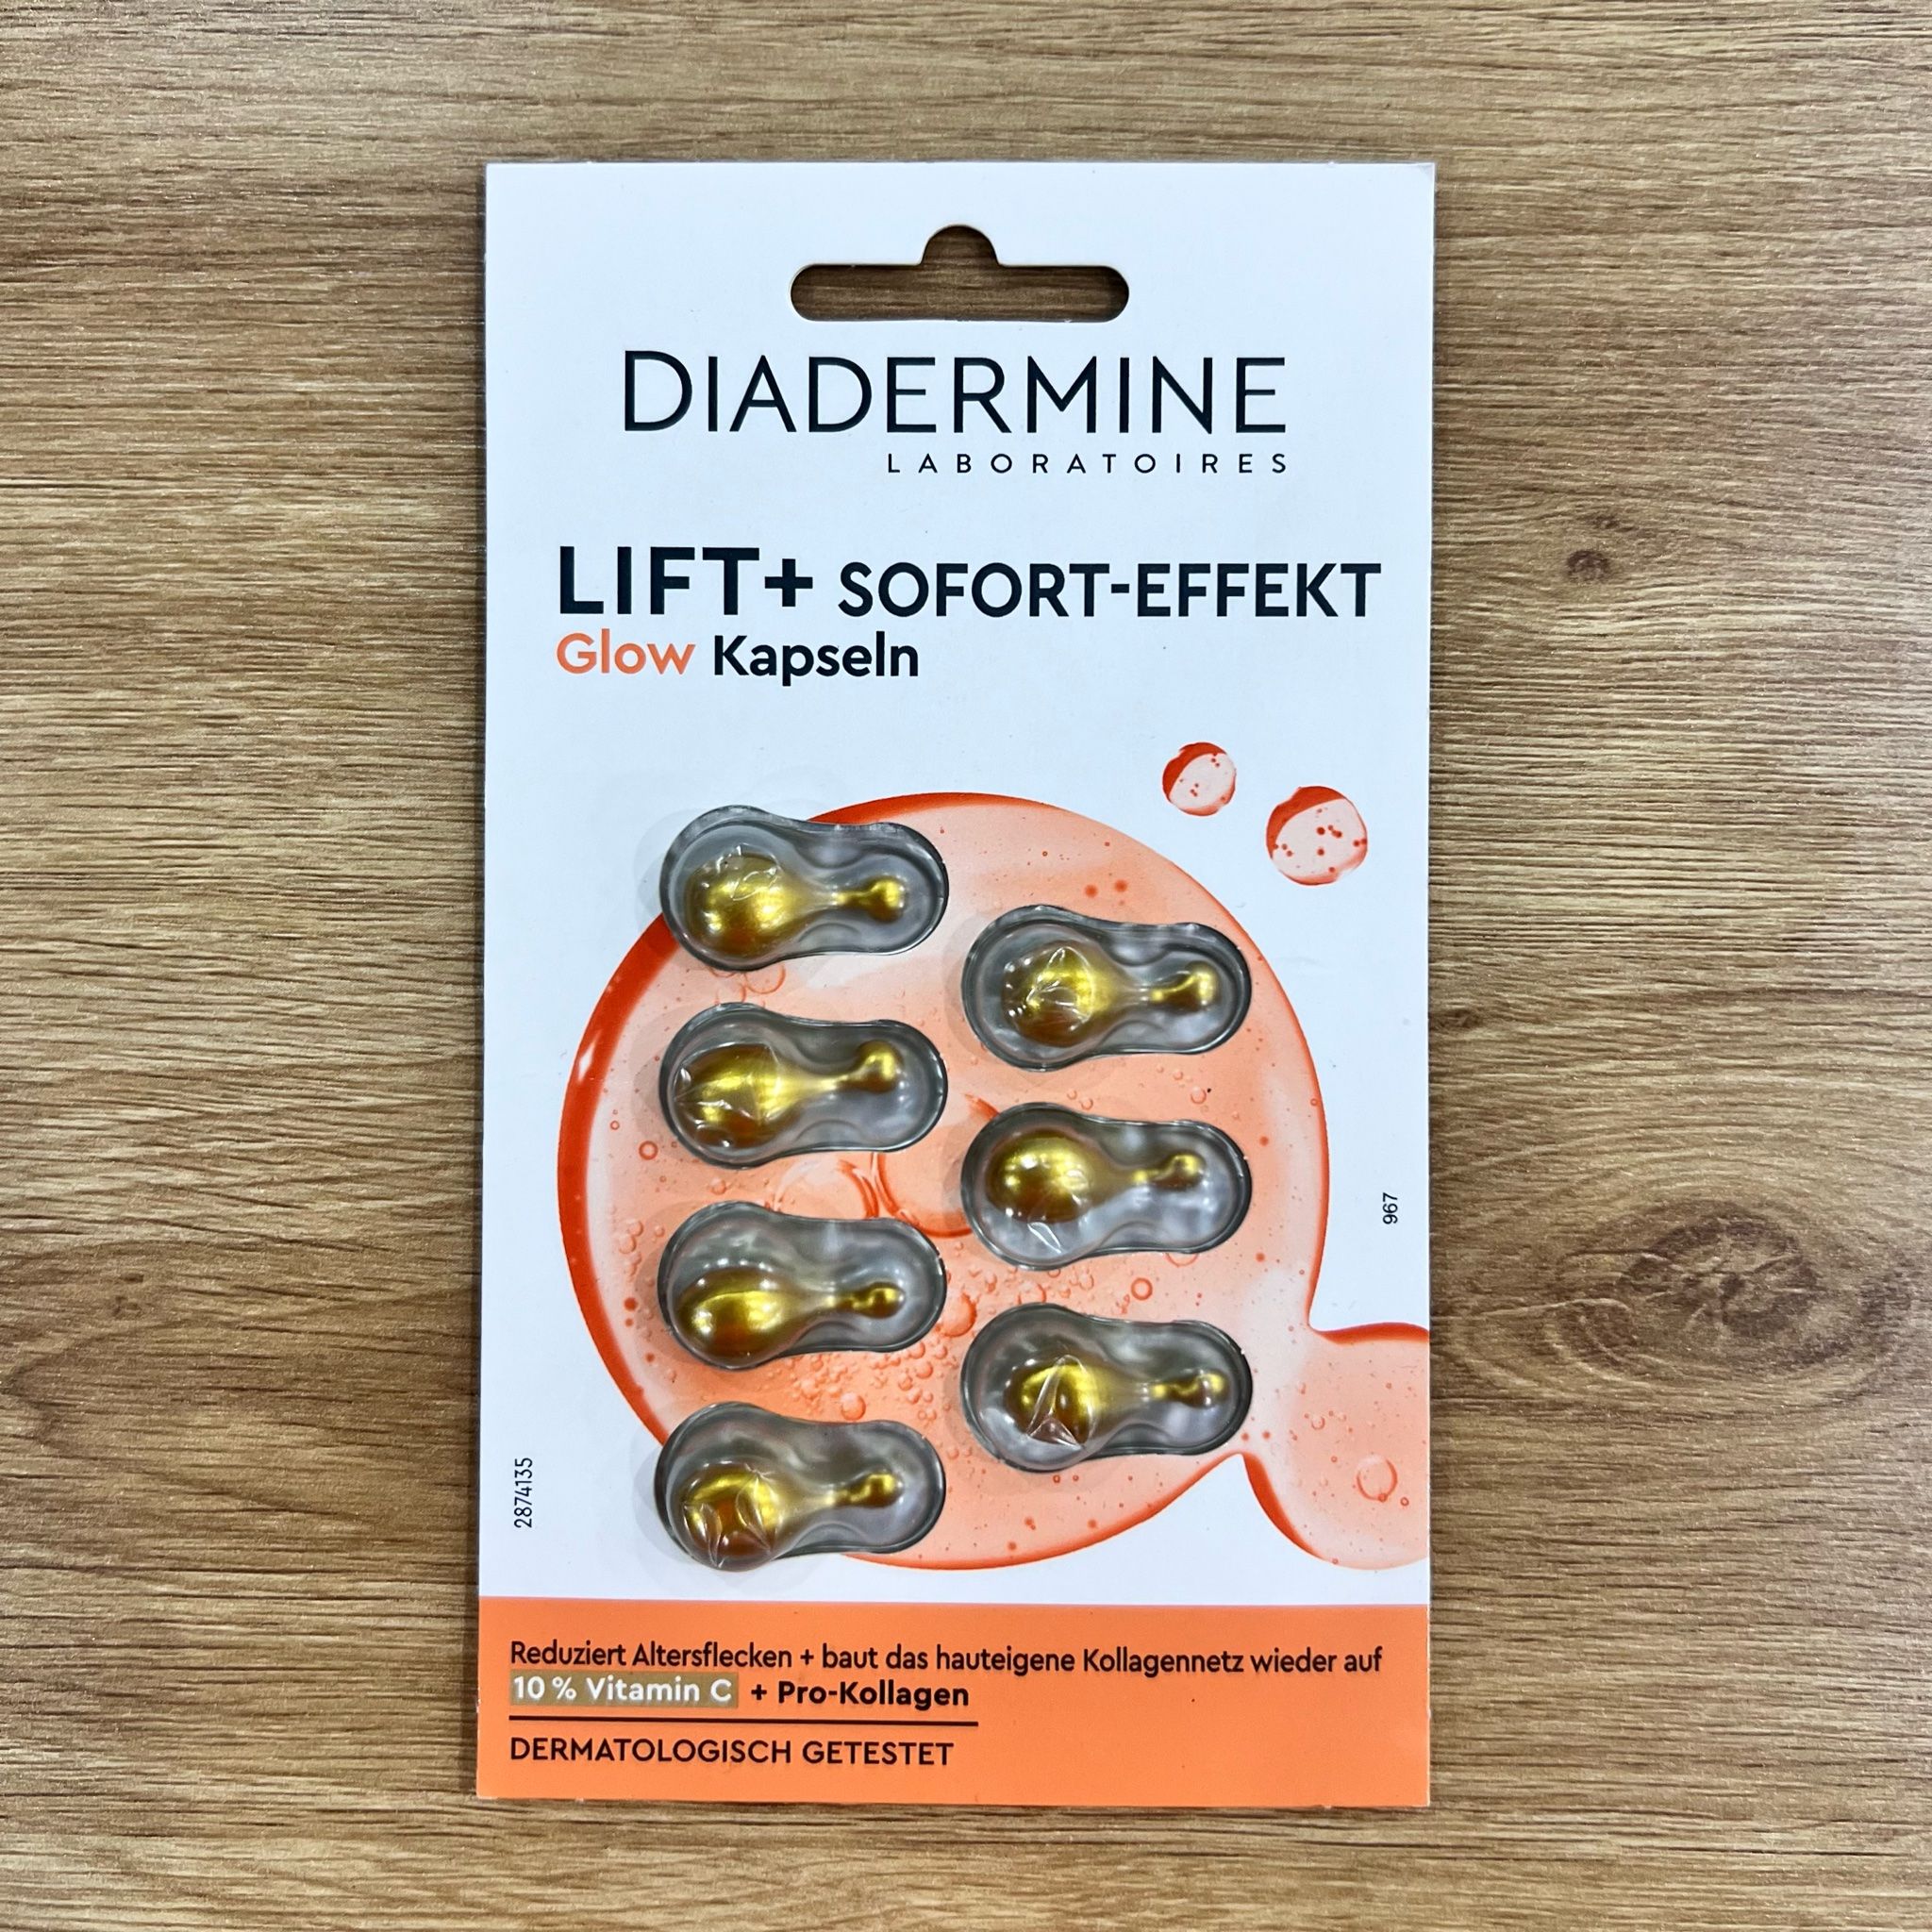 DIADERMINE
LABORATOIRES
LIFT+ SOFORT-EFFEKT
Glow Kapseln
967
2874135
Reduziert Altersflecken + baut das hauteigene Kollagennetz wieder auf
10 % Vitamin C + Pro-Kollagen
DERMATOLOGISCH GETESTET